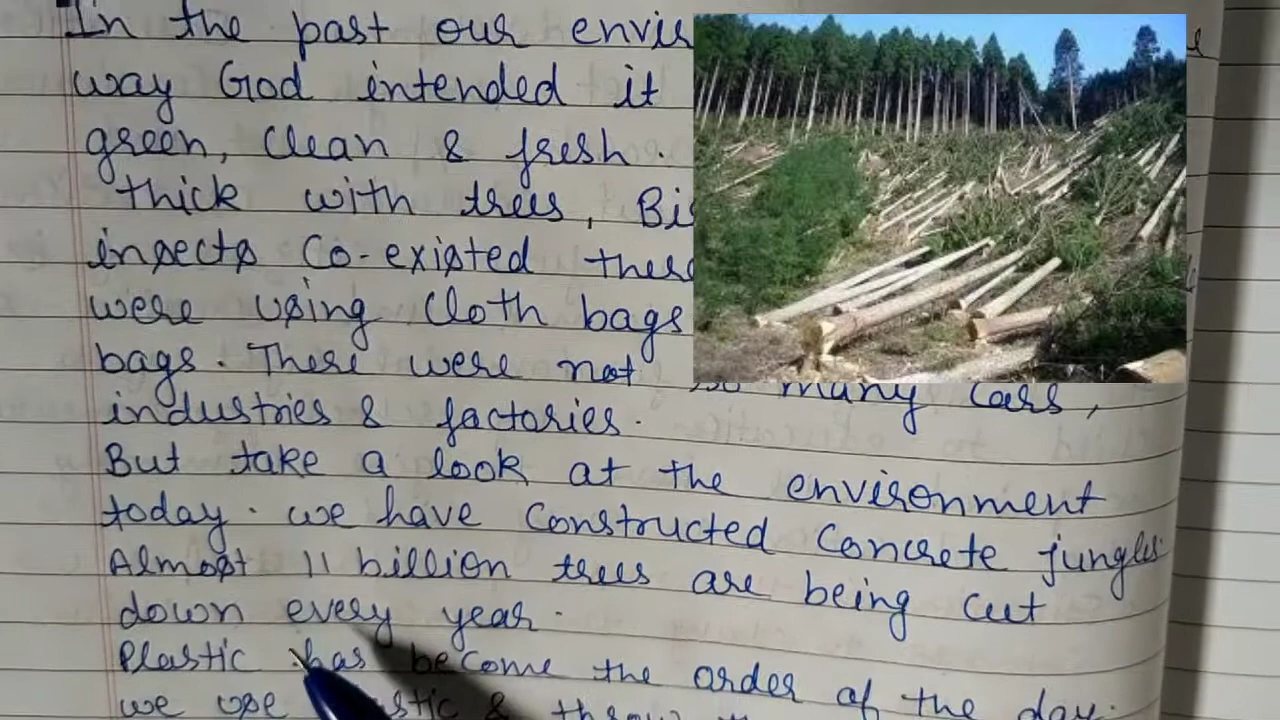 In the past our
way God intended it
green, clean & fresh.
thick with trees,
insects co-existed
were using cloth bags
bags. There were not so many cars,
industries & factories.
But take a look at the environment
today. we have constructed concrete jungles.
Almost 11 billion trees are being cut
down every year.
Plastic has become the order of the day.
we use &